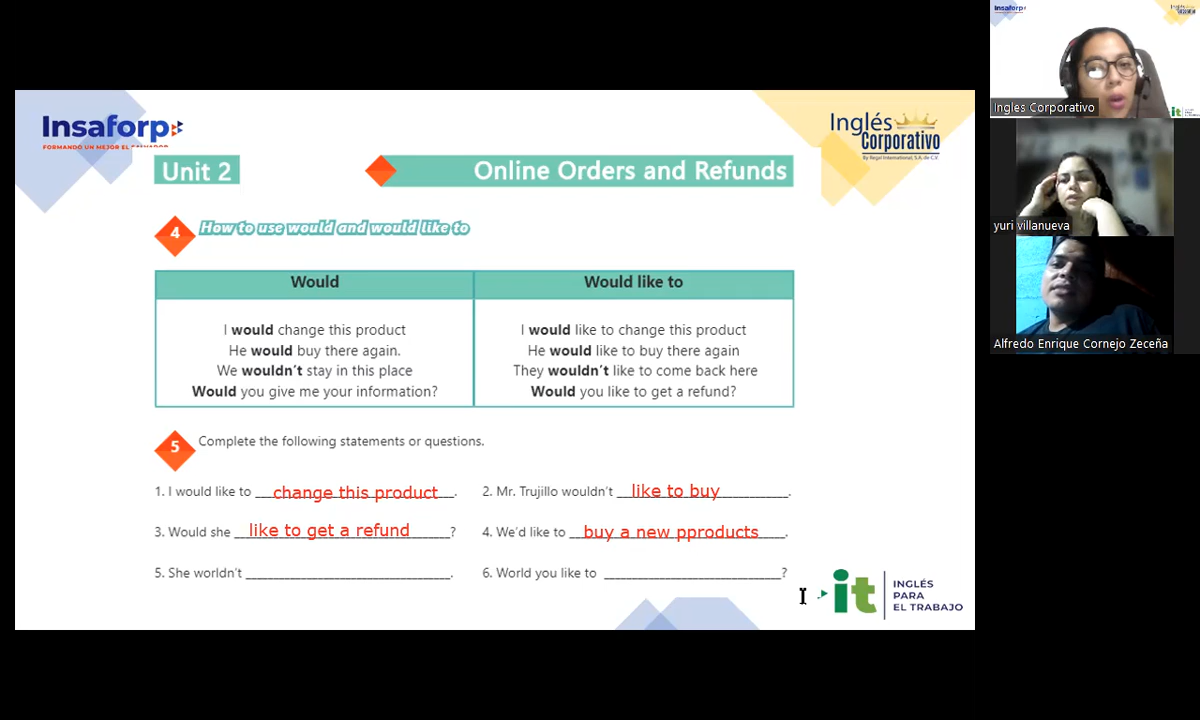 Insaforp
FORMANDO UN MEJOR EL SALVADOR
Inglés
Corporativo
By Regal International, S.A. de C.V.
Unit 2
Online Orders and Refunds
4
How to use would and would like to
Would
Would like to
I would change this product
He would buy there again.
We wouldn't stay in this place
Would you give me your information?
I would like to change this product
He would like to buy there again
They wouldn't like to come back here
Would you like to get a refund?
5
Complete the following statements or questions.
1. I would like to change this product.
2. Mr. Trujillo wouldn't like to buy.
3. Would she like to get a refund?
4. We'd like to buy a new pproducts.
5. She worldn't ______.
6. World you like to ______?
it
INGLÉS
PARA
EL TRABAJO
Insaforp
Inglés
Corporativo
Ingles Corporativo
it
yuri villanueva
Alfredo Enrique Cornejo Zeceña